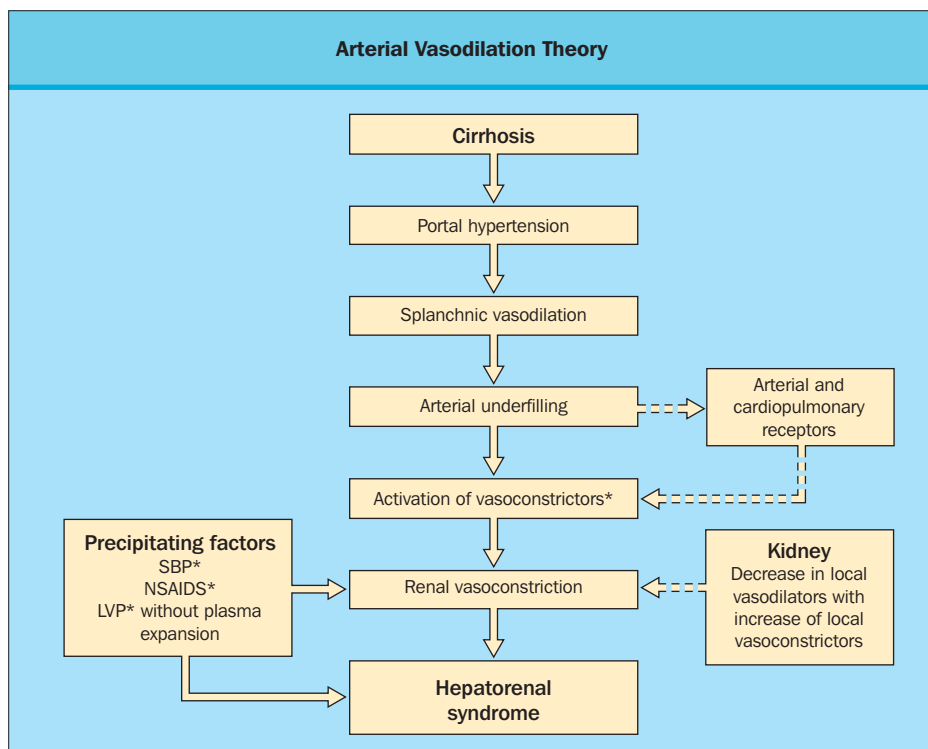 Arterial Vasodilation Theory
Cirrhosis
Portal hypertension
Splanchnic vasodilation
Arterial underfilling
Arterial and
cardiopulmonary
receptors
Activation of vasoconstrictors*
Precipitating factors
SBP*
NSAIDS*
LVP* without plasma
expansion
Renal vasoconstriction
Kidney
Decrease in local
vasodilators with
increase of local
vasoconstrictors
Hepatorenal
syndrome